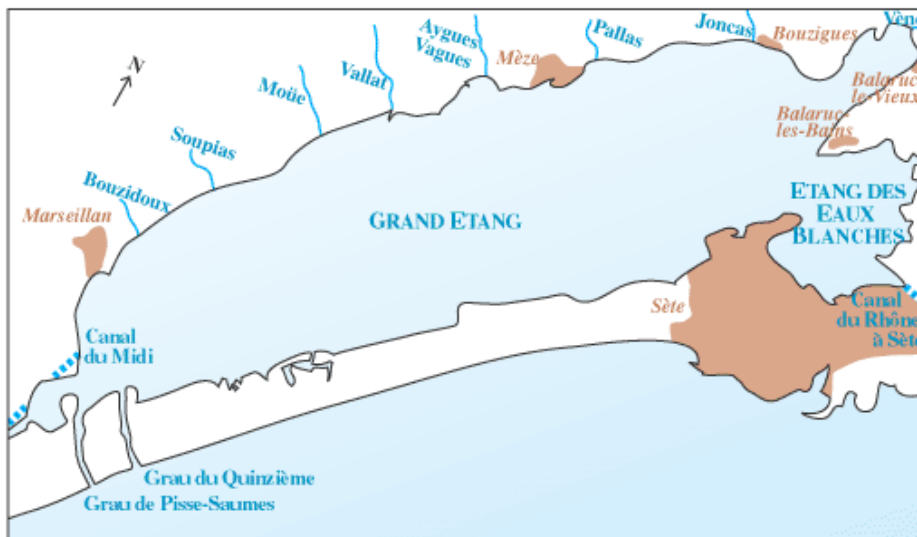 Vèn
Aygues
Vagues
Pallas
Joncas
Bouzigues
N
Mèze
Vallat
Moüe
Balaruc-
le-Vieux
Balaruc-
les-Bains
Soupias
Bouzidoux
Marseillan
GRAND ETANG
ETANG DES
EAUX
BLANCHES
Sète
Canal
du Rhône
à Sète
Canal
du Midi
Grau du Quinzième
Grau de Pisse-Saumes